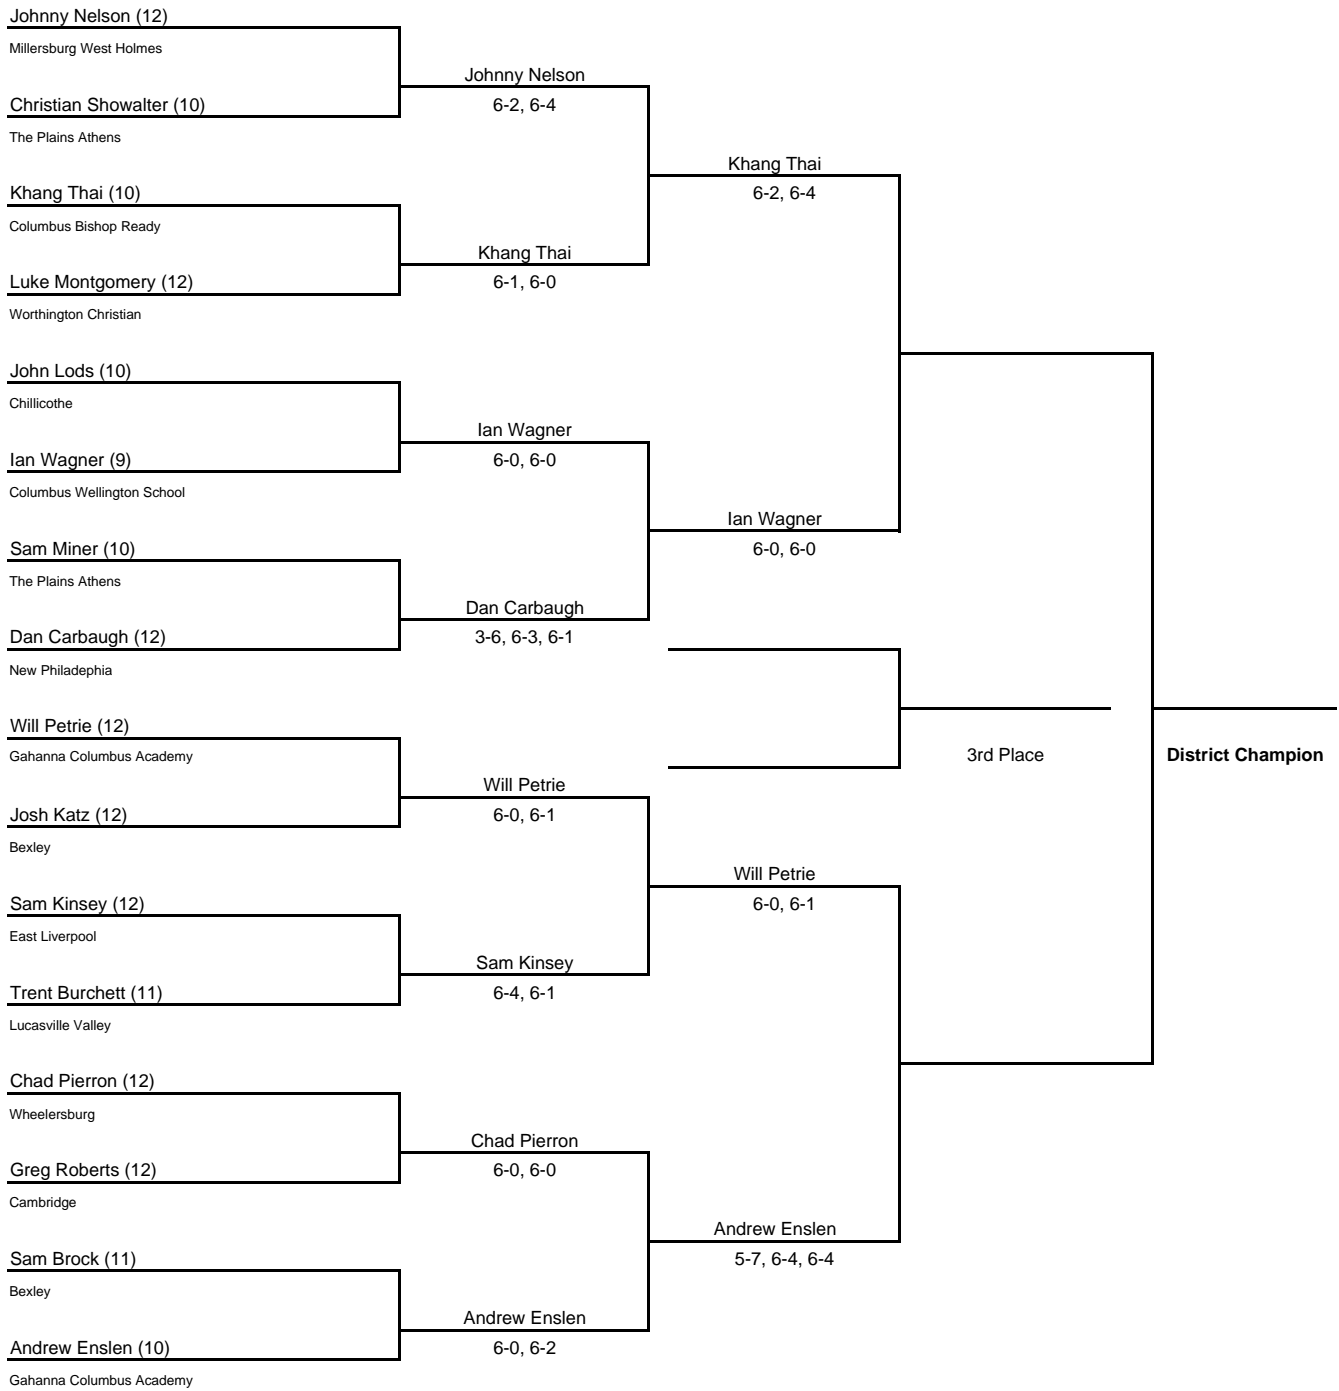 Johnny Nelson (12)
Millersburg West Holmes
Johnny Nelson
Christian Showalter (10)
6-2, 6-4
The Plains Athens
Khang Thai
Khang Thai (10)
6-2, 6-4
Columbus Bishop Ready
Khang Thai
Luke Montgomery (12)
6-1, 6-0
Worthington Christian
John Lods (10)
Chillicothe
Ian Wagner
Ian Wagner (9)
6-0, 6-0
Columbus Wellington School
Ian Wagner
Sam Miner (10)
6-0, 6-0
The Plains Athens
Dan Carbaugh
Dan Carbaugh (12)
3-6, 6-3, 6-1
New Philadephia
Will Petrie (12)
Gahanna Columbus Academy
3rd Place
District Champion
Will Petrie
Josh Katz (12)
6-0, 6-1
Bexley
Will Petrie
Sam Kinsey (12)
6-0, 6-1
East Liverpool
Sam Kinsey
Trent Burchett (11)
6-4, 6-1
Lucasville Valley
Chad Pierron (12)
Wheelersburg
Chad Pierron
Greg Roberts (12)
6-0, 6-0
Cambridge
Andrew Enslen
Sam Brock (11)
5-7, 6-4, 6-4
Bexley
Andrew Enslen
Andrew Enslen (10)
6-0, 6-2
Gahanna Columbus Academy